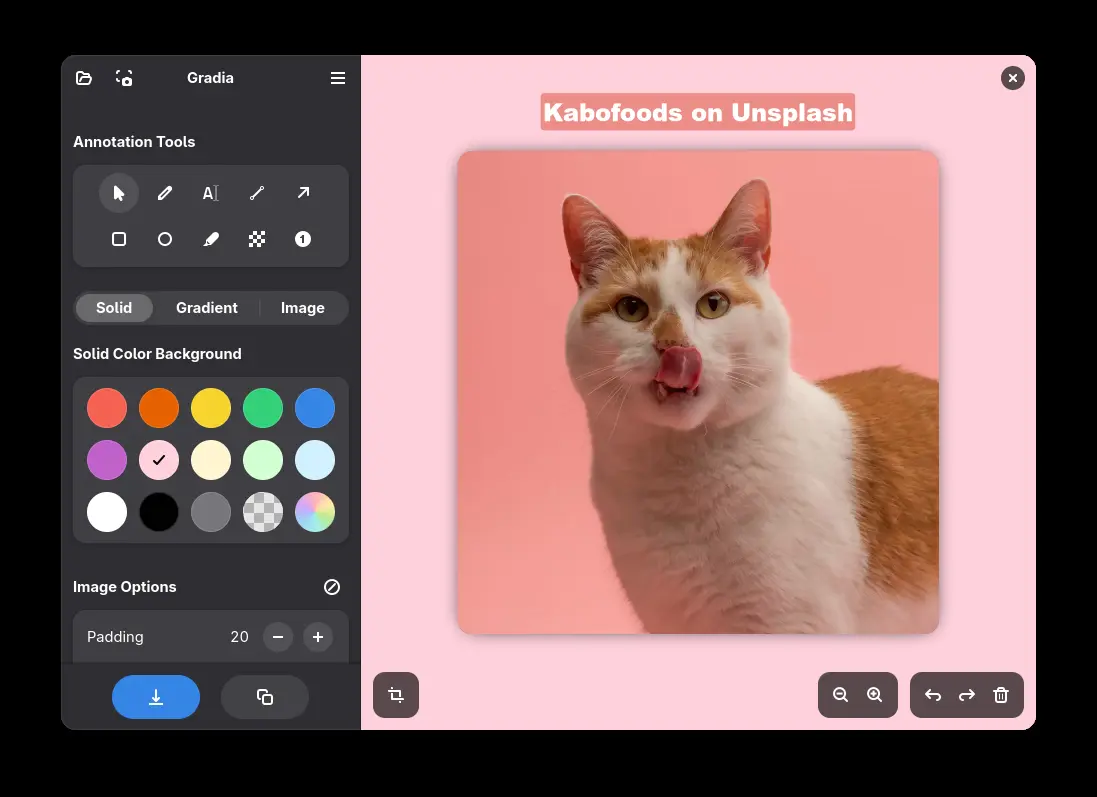 Gradia
Kabofoods on Unsplash
Annotation Tools
A
1
Solid
Gradient
Image
Solid Color Background
Image Options
Padding
20